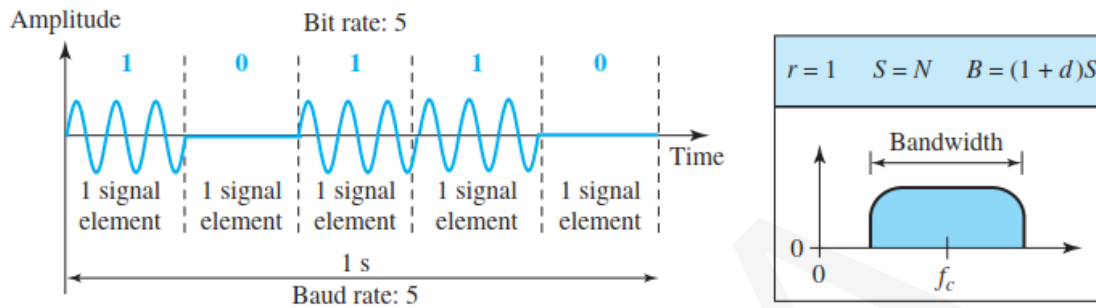 Amplitude
Bit rate: 5
1 0 1 1 0
Time
1 signal element
1 signal element
1 signal element
1 signal element
1 signal element
1 s
Baud rate: 5
r = 1 S = N B = (1 + d)S
Bandwidth
0
0
f_c